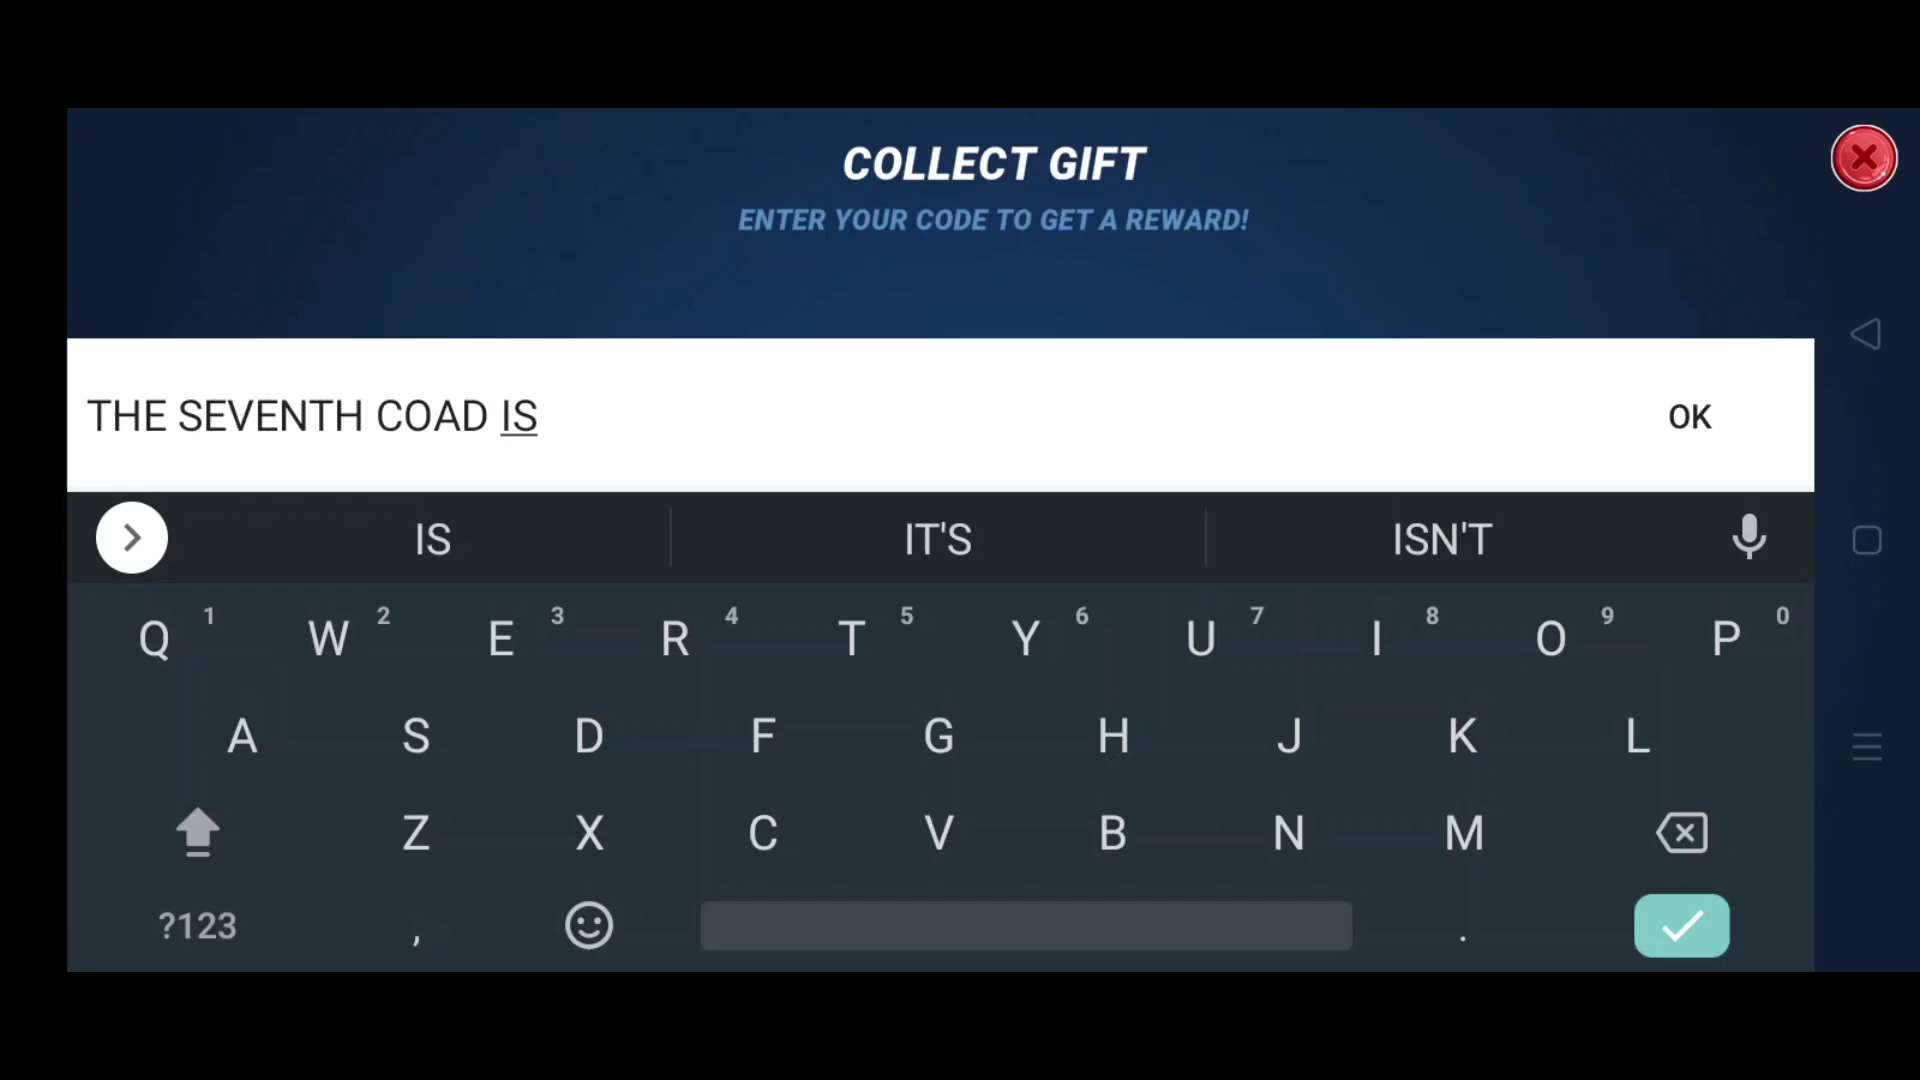 COLLECT GIFT
ENTER YOUR CODE TO GET A REWARD!
THE SEVENTH COAD IS
OK
IS IT'S ISN'T
Q 1 W 2 E 3 R 4 T 5 Y 6 U 7 I 8 O 9 P 0
A S D F G H J K L
Z X C V B N M
?123 , .